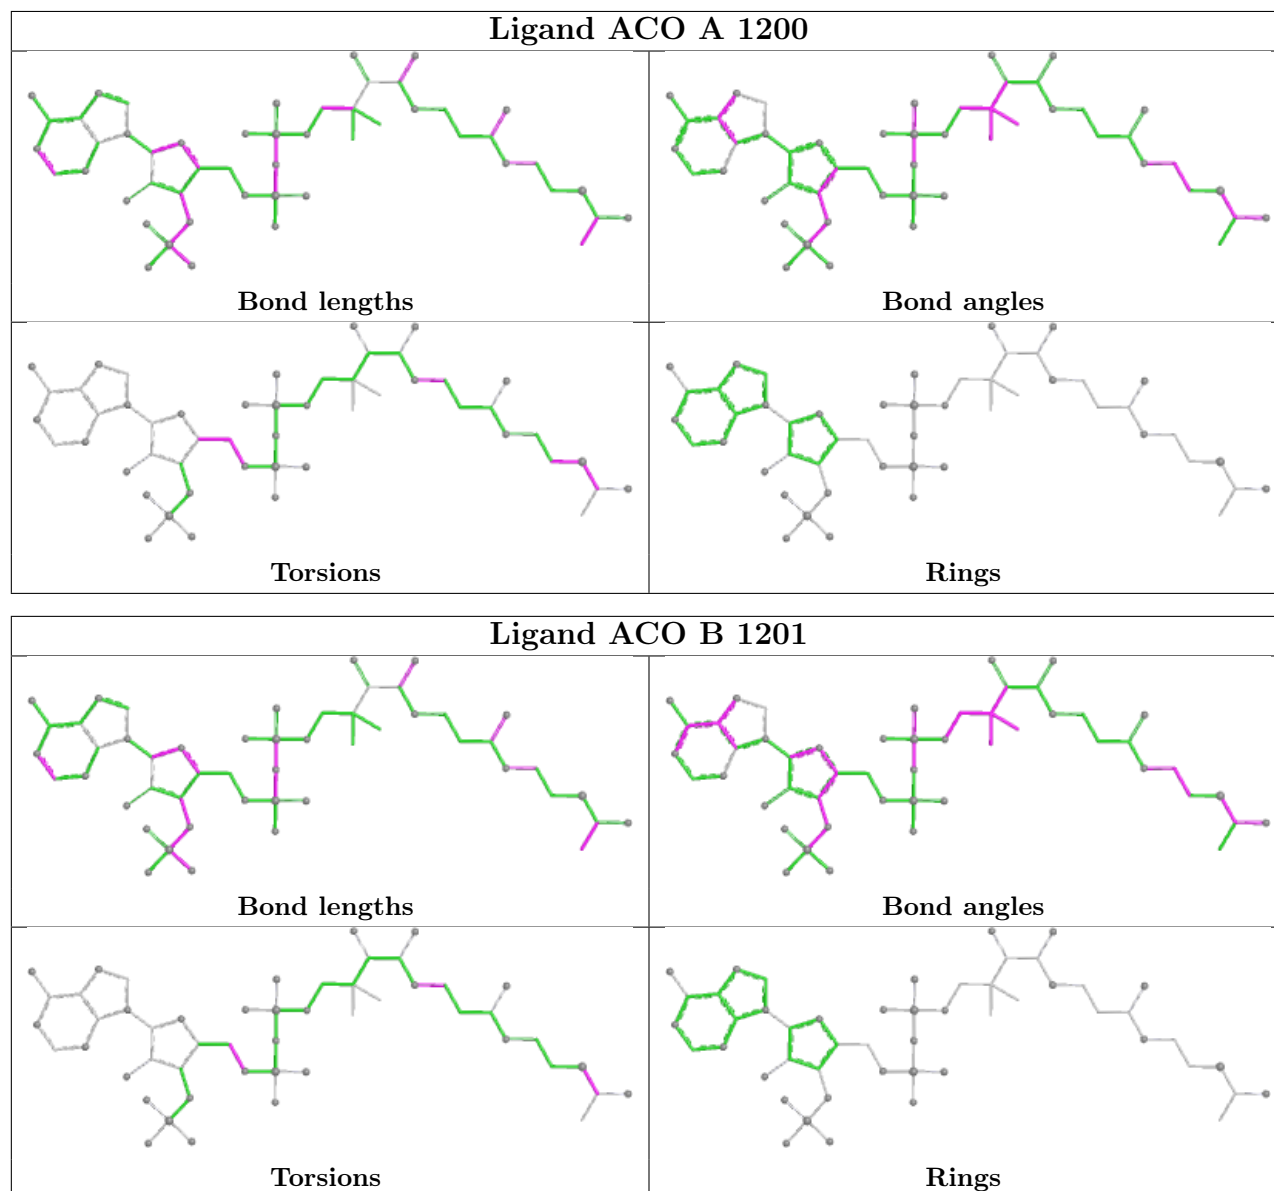 Ligand ACO A 1200
Bond lengths
Bond angles
Torsions
Rings
Ligand ACO B 1201
Bond lengths
Bond angles
Torsions
Rings